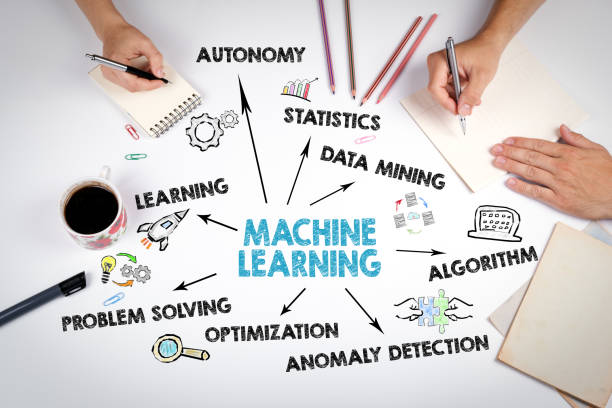 AUTONOMY
STATISTICS
DATA MINING
LEARNING
MACHINE
LEARNING
ALGORITHM
PROBLEM SOLVING
OPTIMIZATION
ANOMALY DETECTION